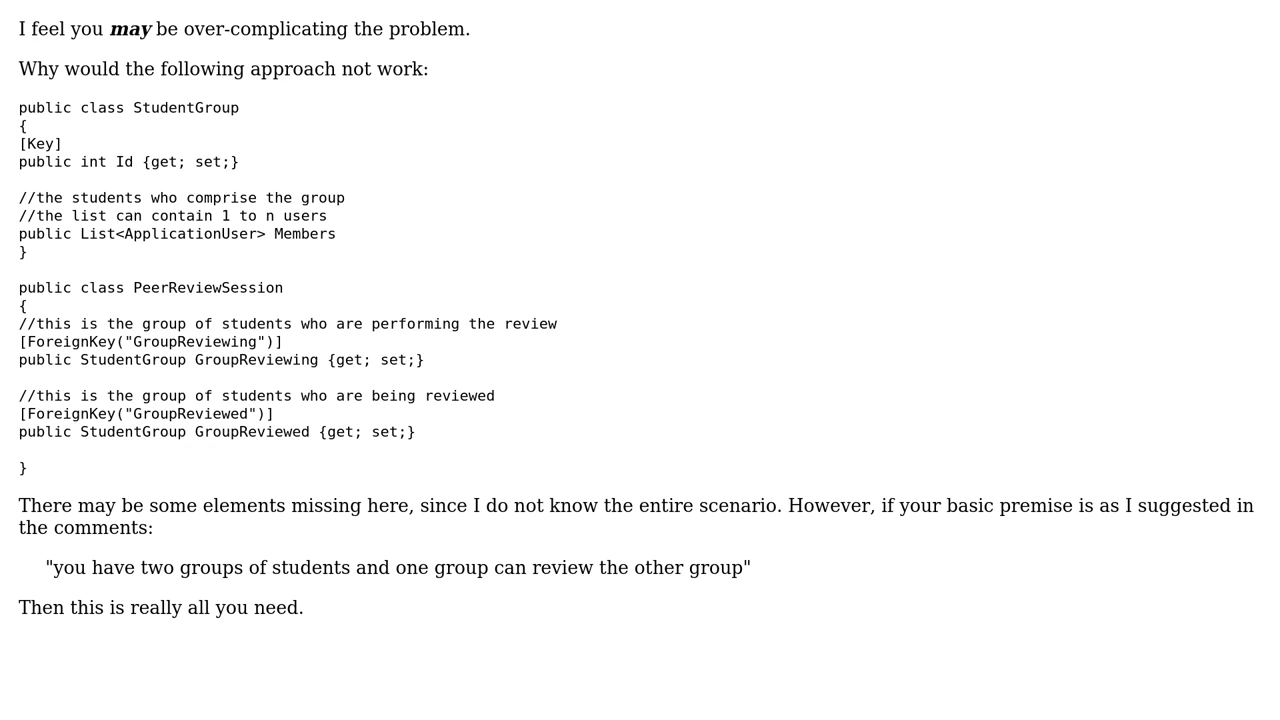 I feel you may be over-complicating the problem.
Why would the following approach not work:
public class StudentGroup
{
[Key]
public int Id {get; set;}
//the students who comprise the group
//the list can contain 1 to n users
public List<ApplicationUser> Members
}
public class PeerReviewSession
{
//this is the group of students who are performing the review
[ForeignKey("GroupReviewing")]
public StudentGroup GroupReviewing {get; set;}
//this is the group of students who are being reviewed
[ForeignKey("GroupReviewed")]
public StudentGroup GroupReviewed {get; set;}
}
There may be some elements missing here, since I do not know the entire scenario. However, if your basic premise is as I suggested in
the comments:
"you have two groups of students and one group can review the other group"
Then this is really all you need.